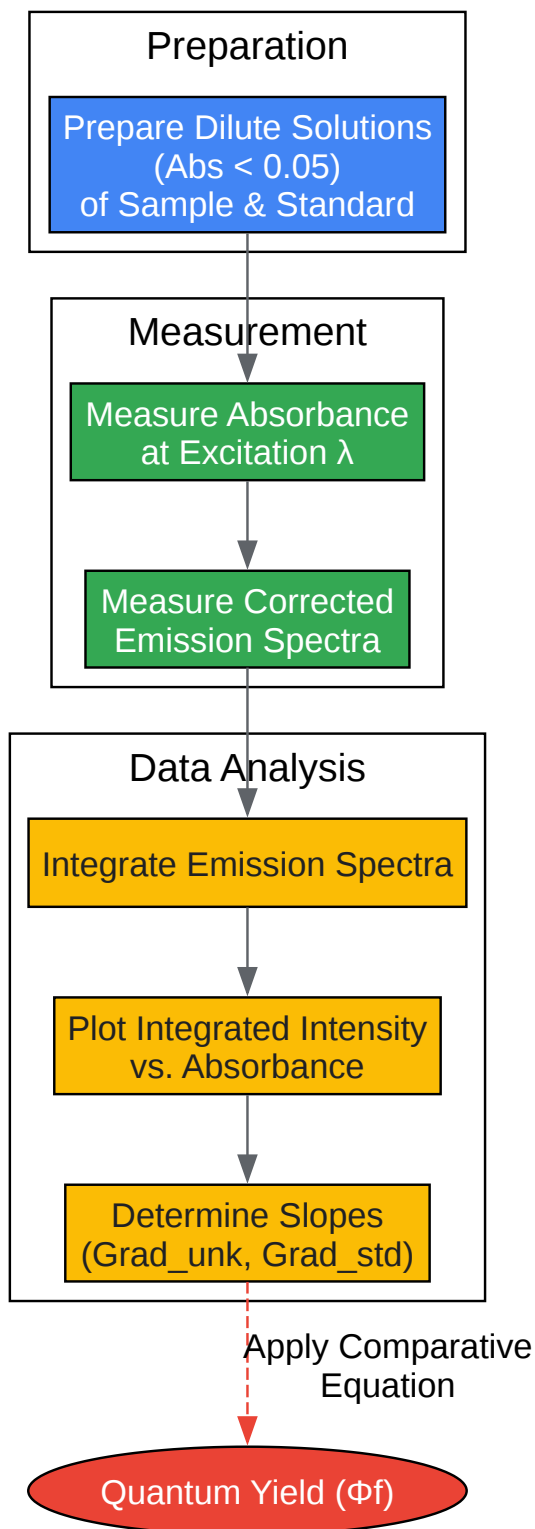 Preparation
Prepare Dilute Solutions
(Abs < 0.05)
of Sample & Standard
Measurement
Measure Absorbance
at Excitation λ
Measure Corrected
Emission Spectra
Data Analysis
Integrate Emission Spectra
Plot Integrated Intensity
vs. Absorbance
Determine Slopes
(Grad_unk, Grad_std)
Apply Comparative
Equation
Quantum Yield (Φf)